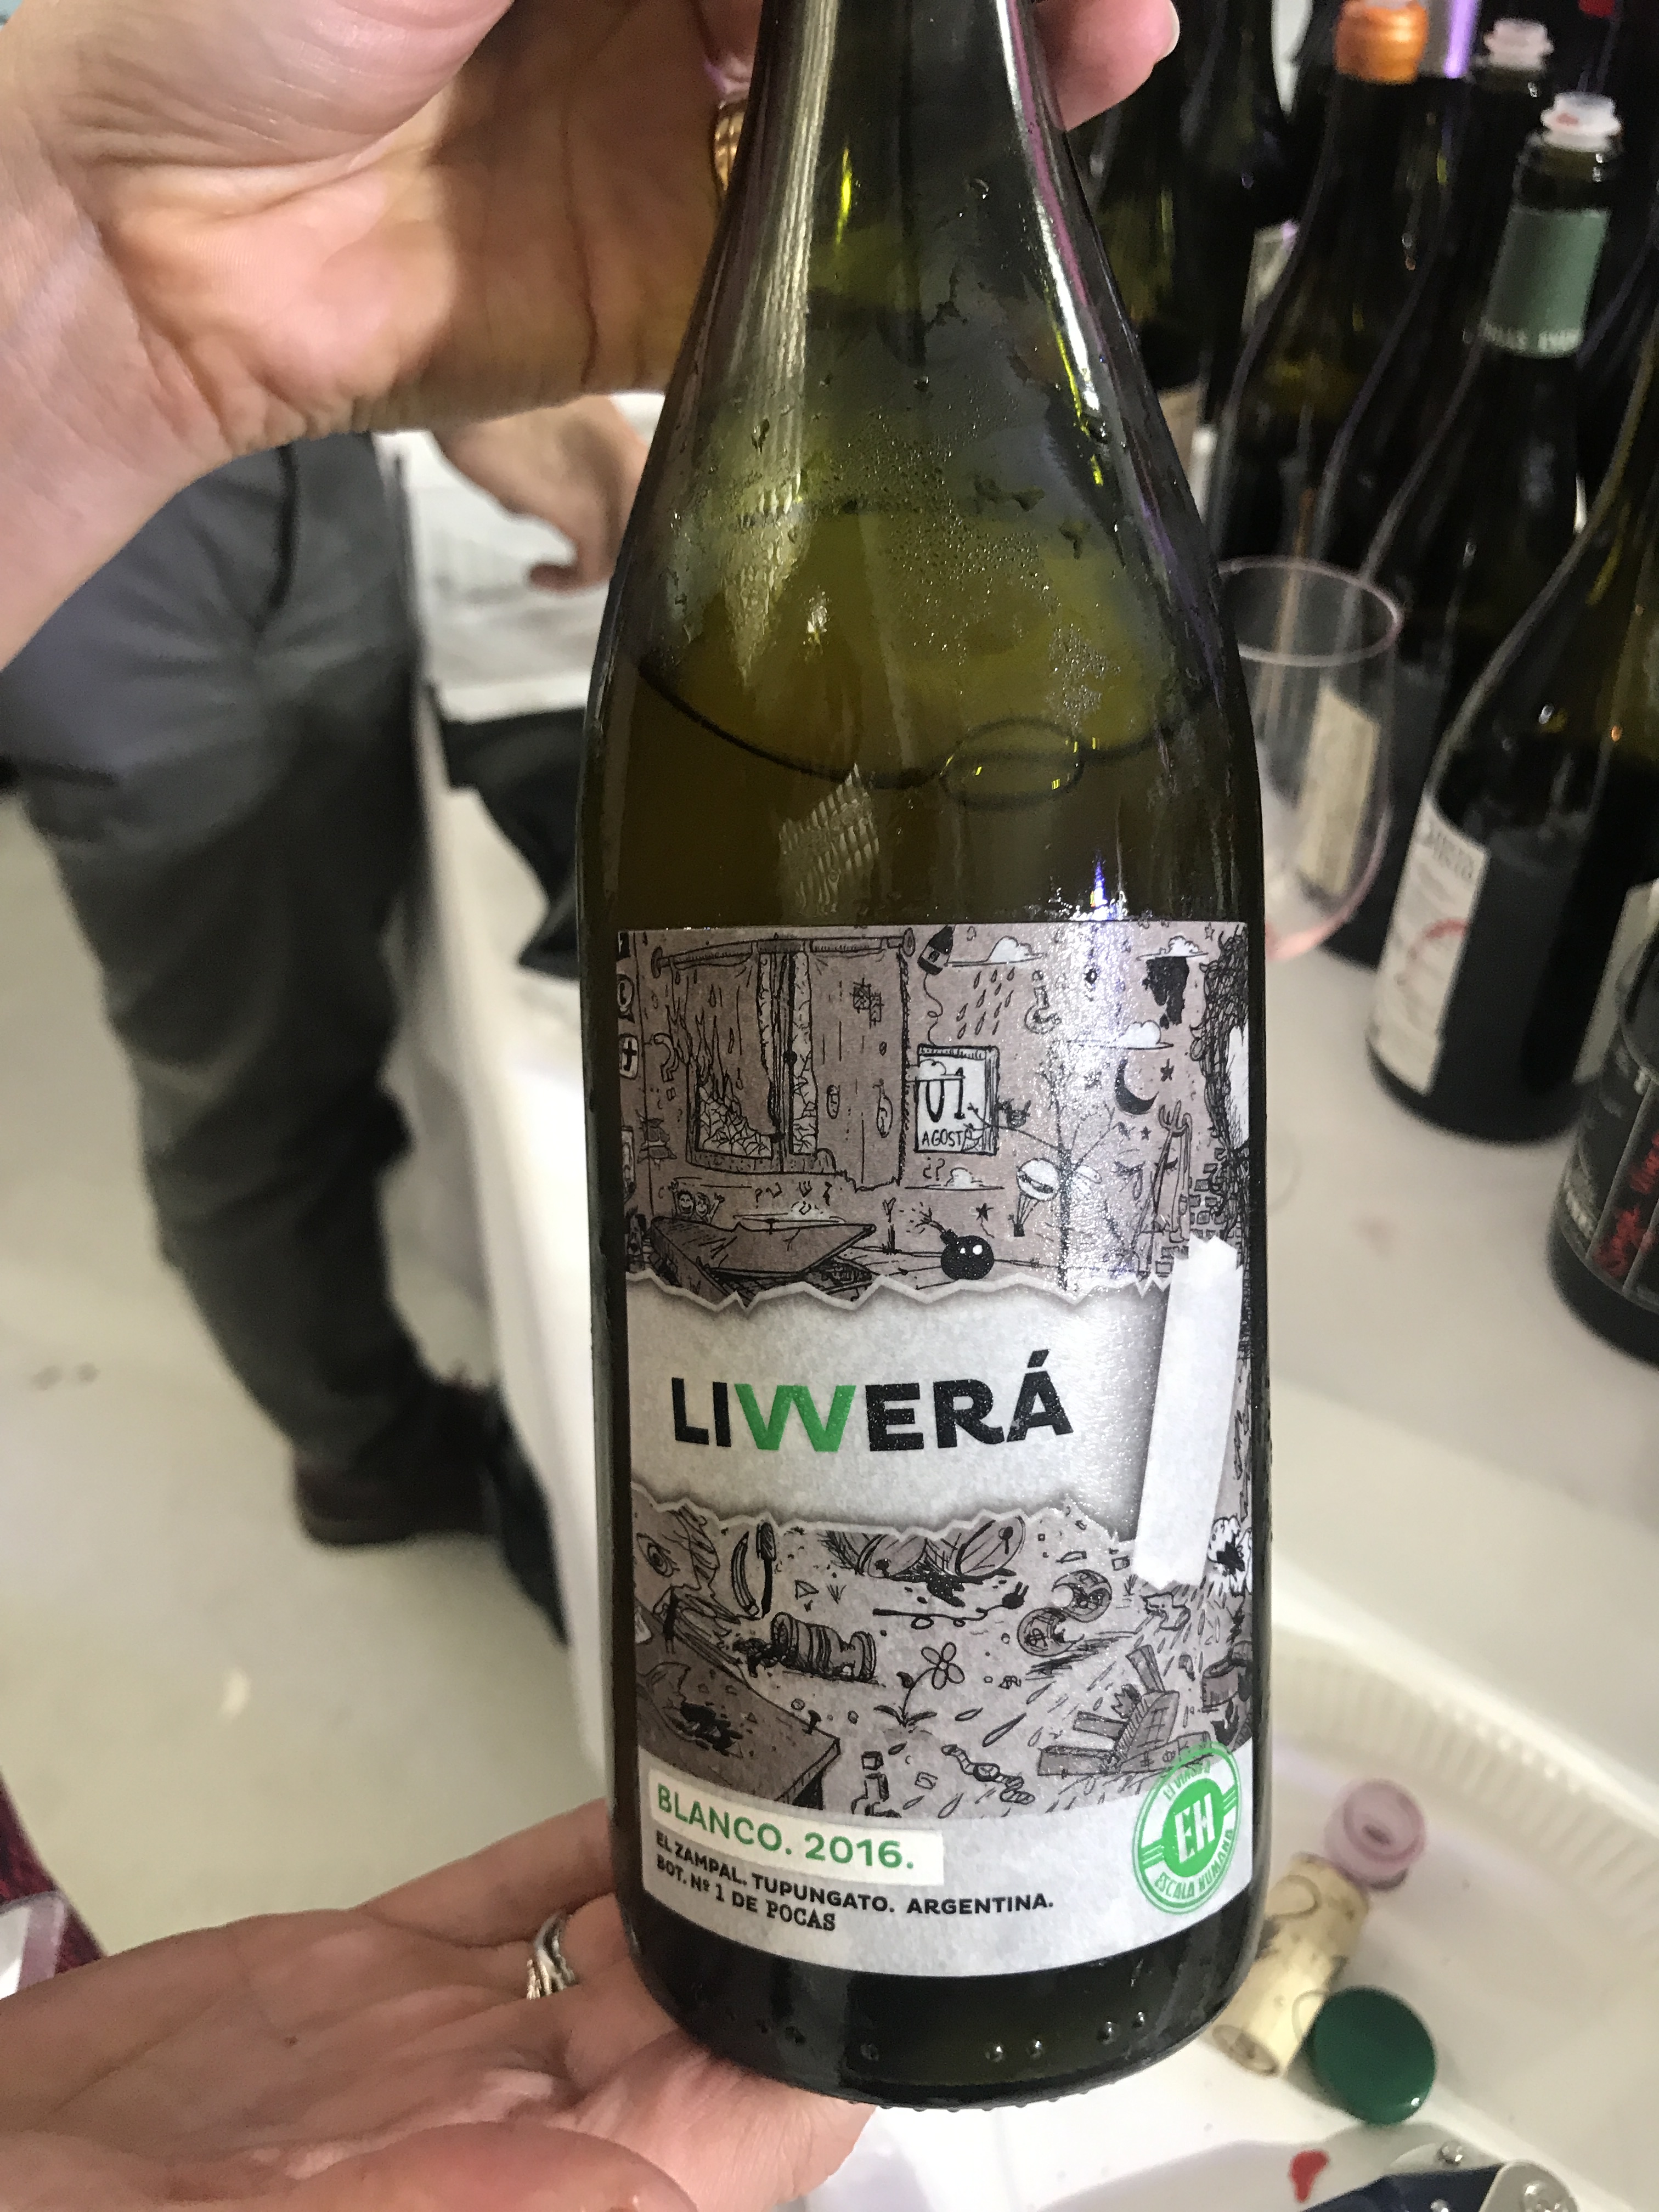 01
AGOSTO
LIVVERÁ
BLANCO. 2016.
EL ZAMPAL. TUPUNGATO. ARGENTINA.
BOT. Nº 1 DE POCAS
EH
ESCALA HUMANA